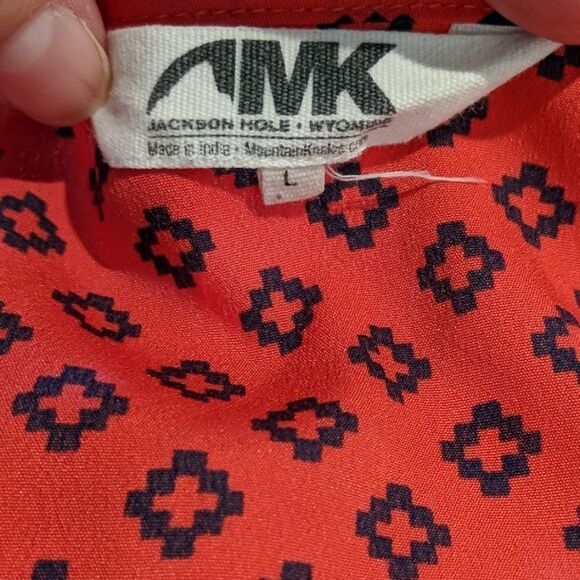 MK
JACKSON HOLE • WYOMING
Made in India • MountainKhakis.com
L